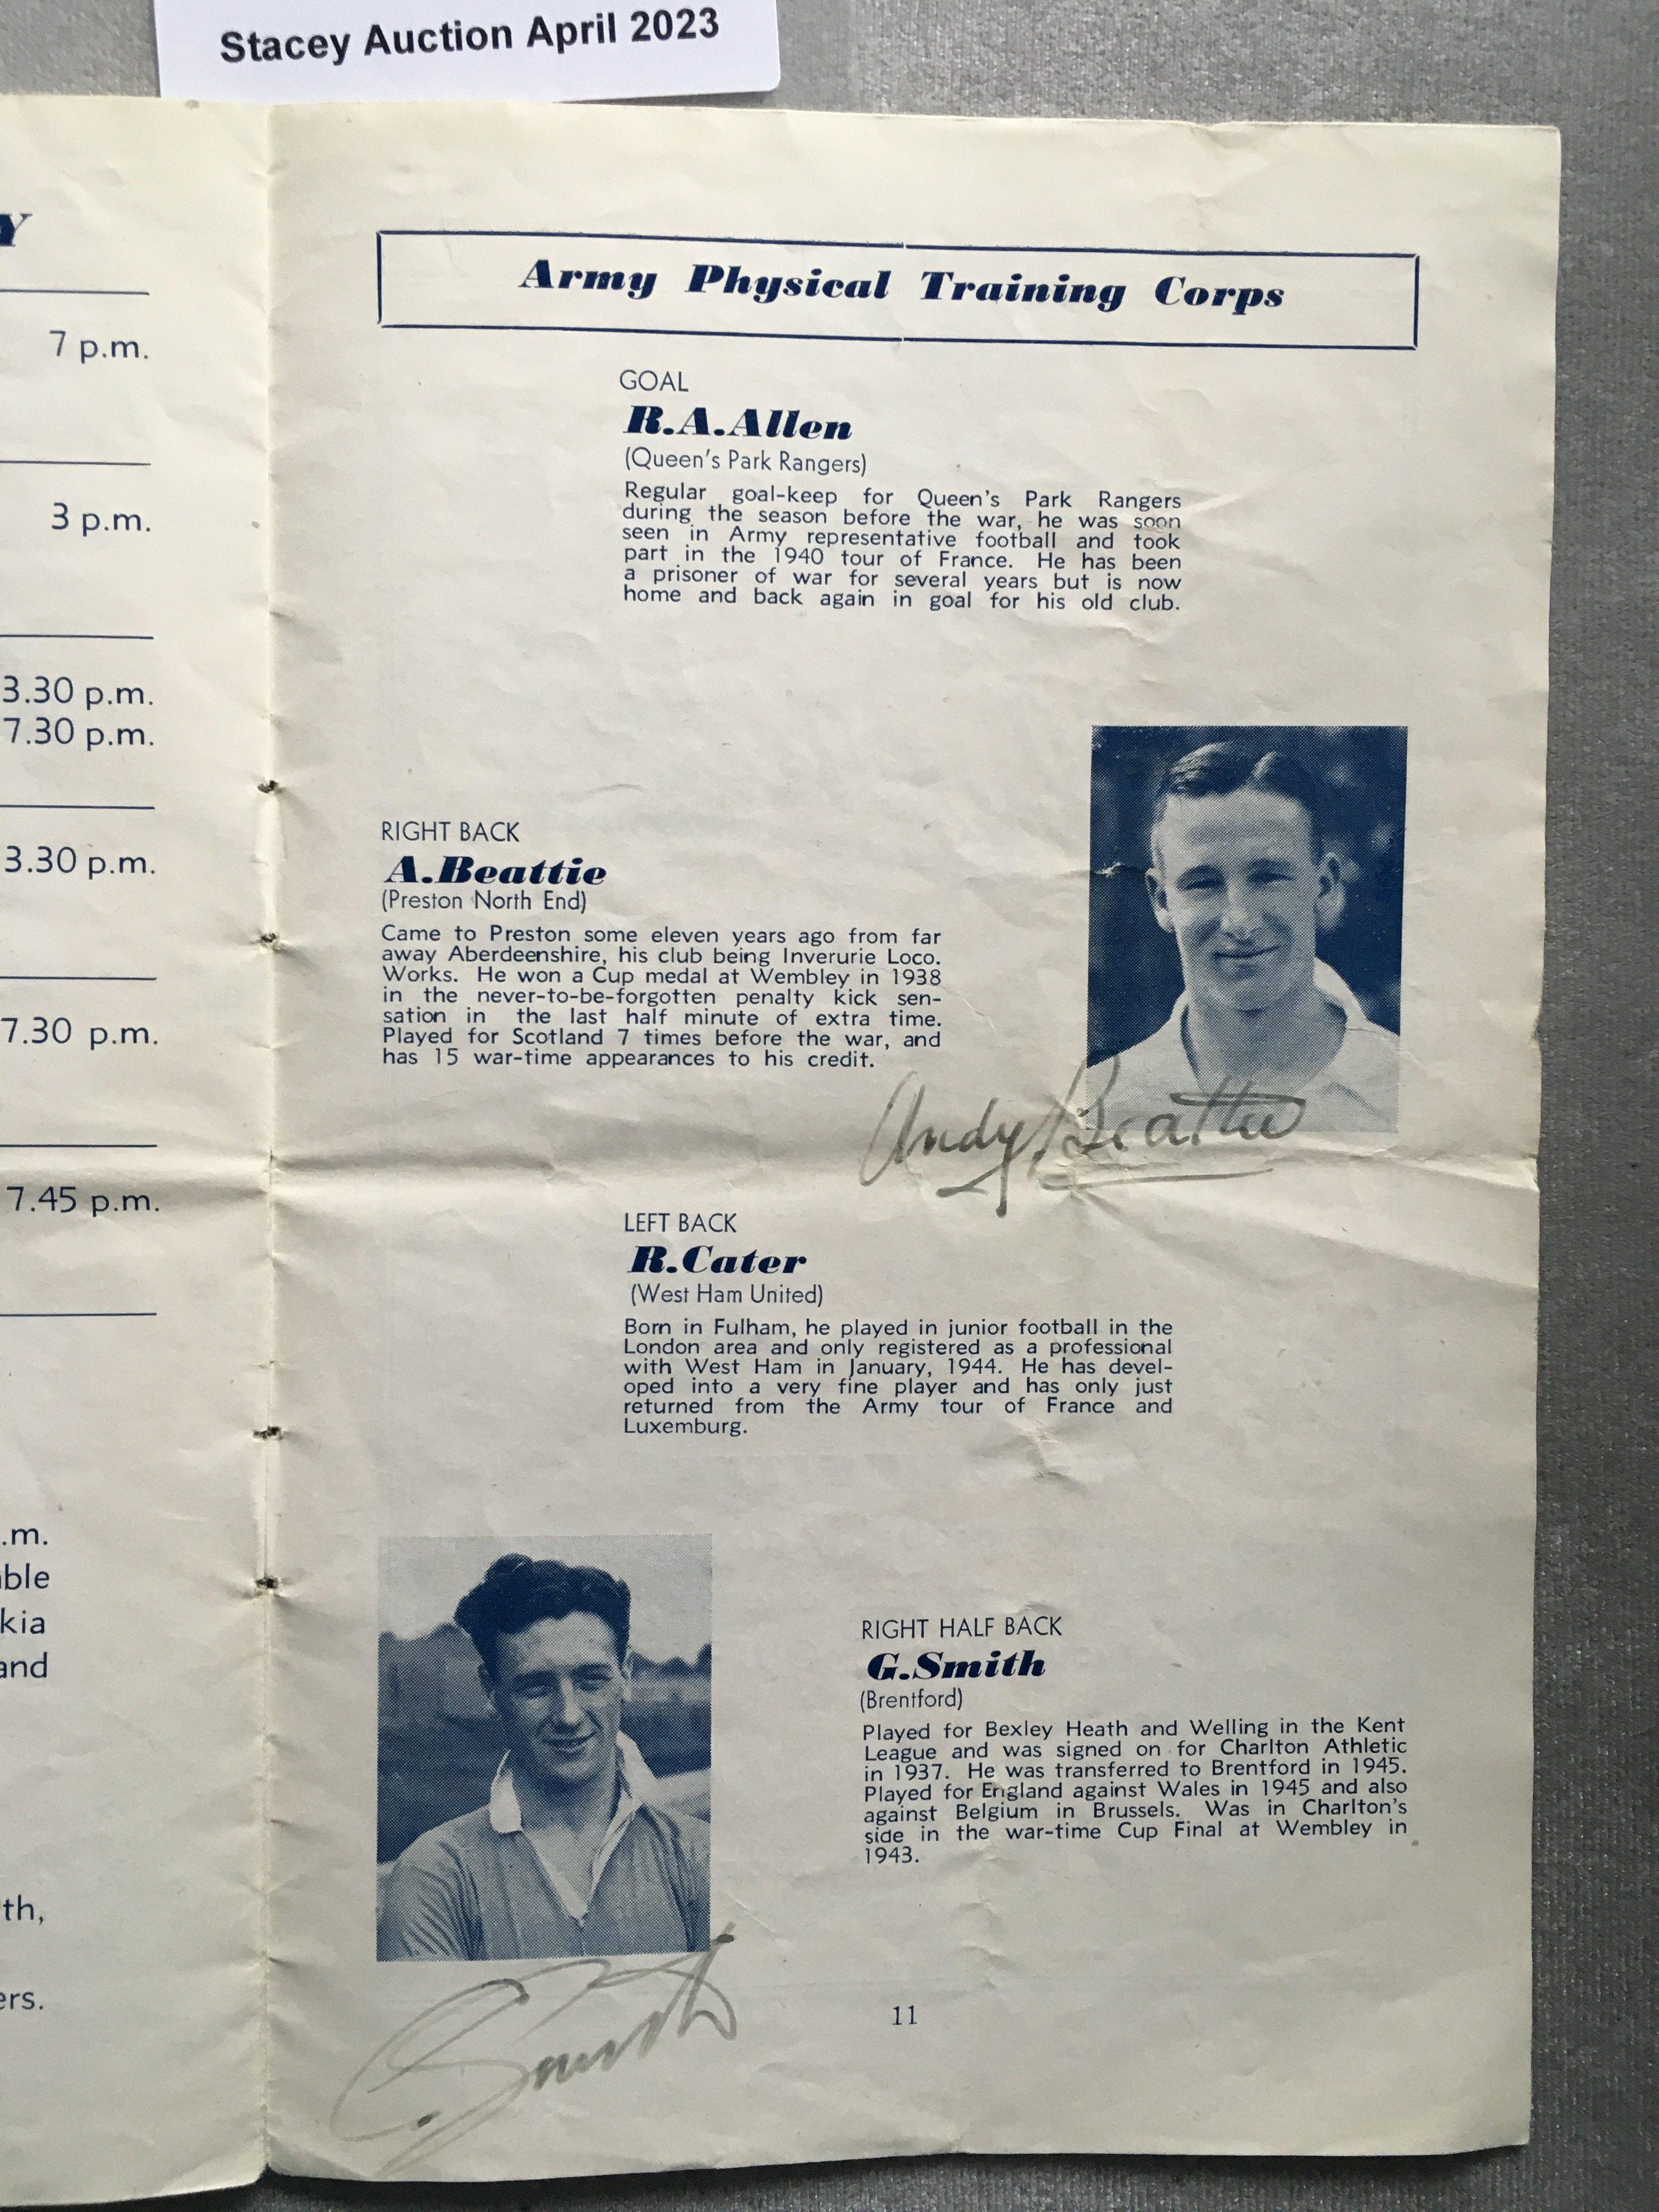 Stacey Auction April 2023
Y
7 p.m.
3 p.m.
3.30 p.m.
7.30 p.m.
3.30 p.m.
7.30 p.m.
7.45 p.m.
.m.
ble
kia
and
th,
ers.
Army Physical Training Corps
GOAL
R.A.Allen
(Queen's Park Rangers)
Regular goal-keep for Queen's Park Rangers
during the season before the war, he was soon
seen in Army representative football and took
part in the 1940 tour of France. He has been
a prisoner of war for several years but is now
home and back again in goal for his old club.
RIGHT BACK
A.Beattie
(Preston North End)
Came to Preston some eleven years ago from far
away Aberdeenshire, his club being Inverurie Loco.
Works. He won a Cup medal at Wembley in 1938
in the never-to-be-forgotten penalty kick sen-
sation in the last half minute of extra time.
Played for Scotland 7 times before the war, and
has 15 war-time appearances to his credit.
Andy Beattie
LEFT BACK
R.Cater
(West Ham United)
Born in Fulham, he played in junior football in the
London area and only registered as a professional
with West Ham in January, 1944. He has devel-
oped into a very fine player and has only just
returned from the Army tour of France and
Luxemburg.
RIGHT HALF BACK
G.Smith
(Brentford)
Played for Bexley Heath and Welling in the Kent
League and was signed on for Charlton Athletic
in 1937. He was transferred to Brentford in 1945.
Played for England against Wales in 1945 and also
against Belgium in Brussels. Was in Charlton's
side in the war-time Cup Final at Wembley in
1943.
G Smith
11